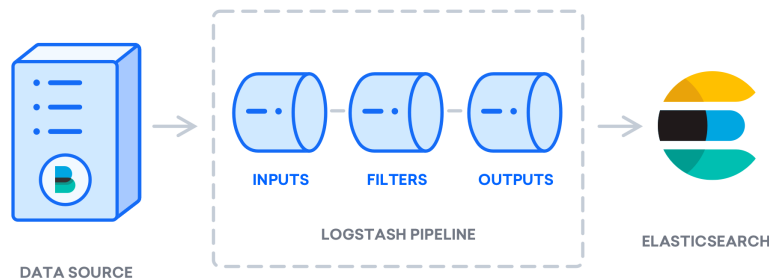 INPUTS
FILTERS
OUTPUTS
LOGSTASH PIPELINE
ELASTICSEARCH
DATA SOURCE